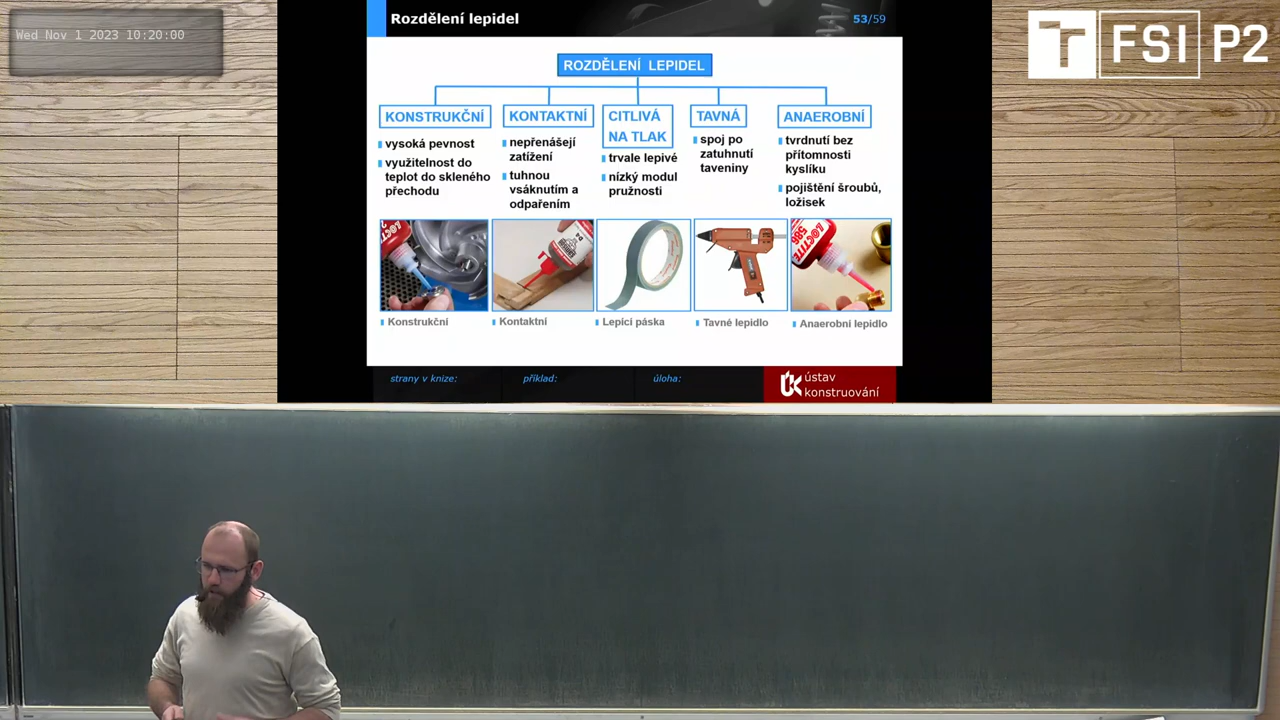 Wed Nov 1 2023 10:20:00
Rozdělení lepidel
53/59
FSI P2
ROZDĚLENÍ LEPIDEL
KONSTRUKČNÍ
vysoká pevnost
využitelnost do
teplot do skleného
přechodu
KONTAKTNÍ
nepřenášejí
zatížení
tuhnou
vsáknutím a
odpařením
CITLIVÁ
NA TLAK
trvale lepivé
nízký modul
pružnosti
TAVNÁ
spoj po
zatuhnutí
taveniny
ANAEROBNÍ
tvrdnutí bez
přítomnosti
kyslíku
pojištění šroubů,
ložisek
LOCTITE
586
Konstrukční
Kontaktní
Lepicí páska
Tavné lepidlo
Anaerobní lepidlo
strany v knize:
příklad:
úloha:
ústav
konstruování